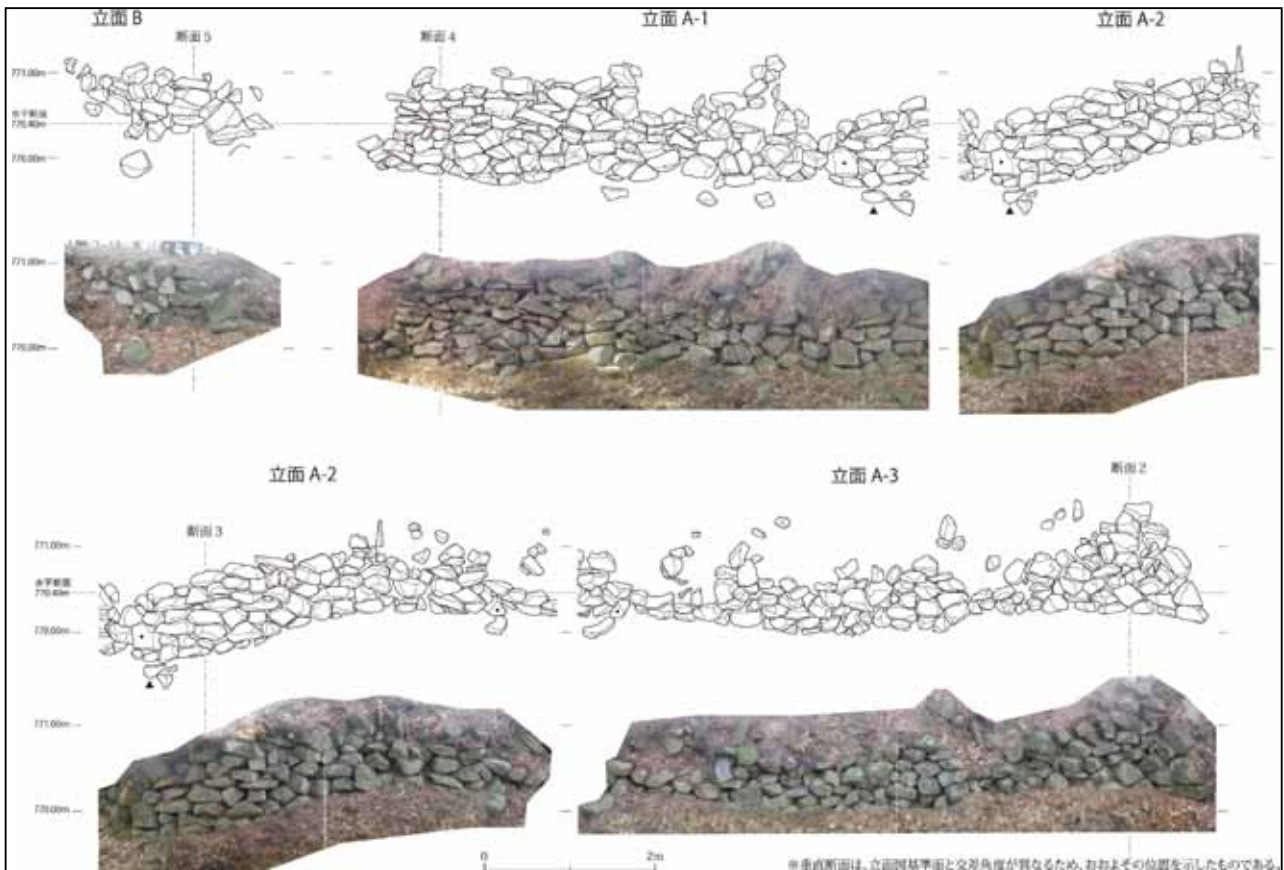 立面 B
立面 A-1
立面 A-2
断面 5
断面 4
771.00m
水平断面
770.40m
770.00m
771.00m
770.00m
立面 A-2
立面 A-3
断面 3
断面 2
771.00m
水平断面
770.40m
770.00m
771.00m
770.00m
0
2m
※垂直断面は、立面図基準面と交差角度が異なるため、おおよその位置を示したものである。